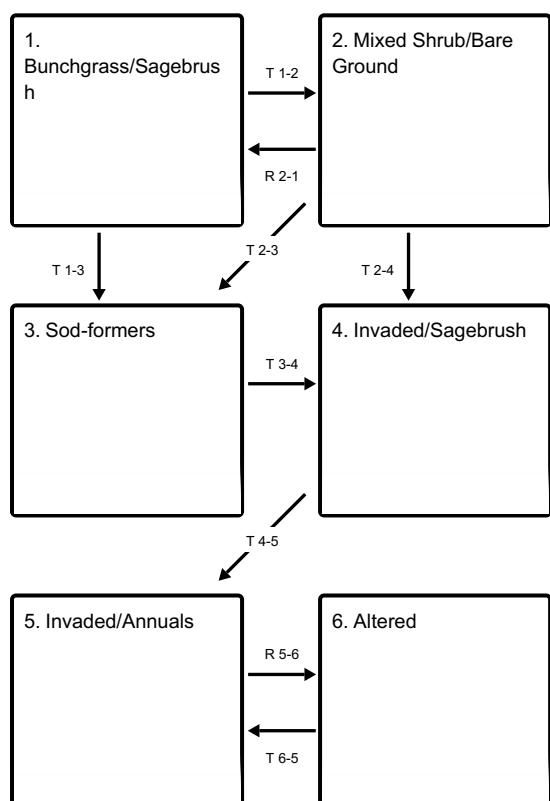 1.
Bunchgrass/Sagebrus
h
T 1-2
2. Mixed Shrub/Bare
Ground
R 2-1
T 1-3
T 2-3
T 2-4
3. Sod-formers
T 3-4
4. Invaded/Sagebrush
T 4-5
5. Invaded/Annuals
R 5-6
6. Altered
T 6-5